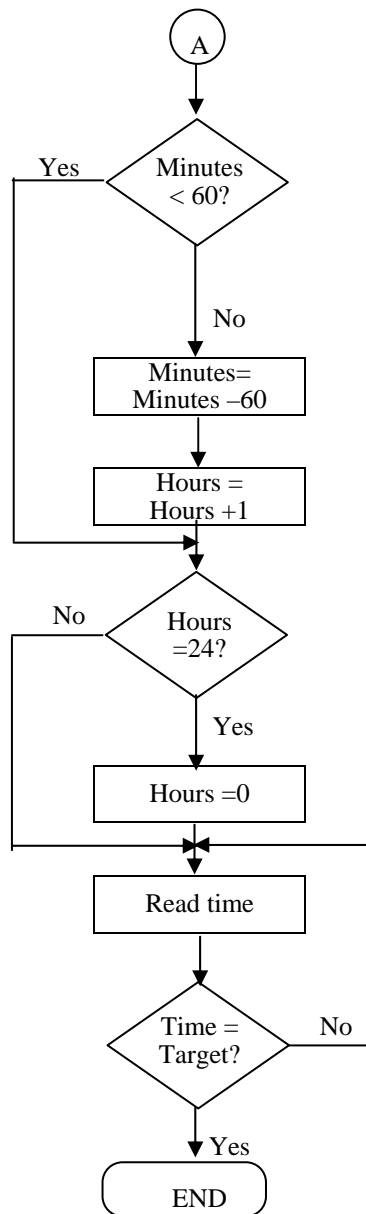 A
Yes
Minutes
< 60?
No
Minutes=
Minutes –60
Hours =
Hours +1
No
Hours
=24?
Yes
Hours =0
Read time
Time =
Target?
No
Yes
END